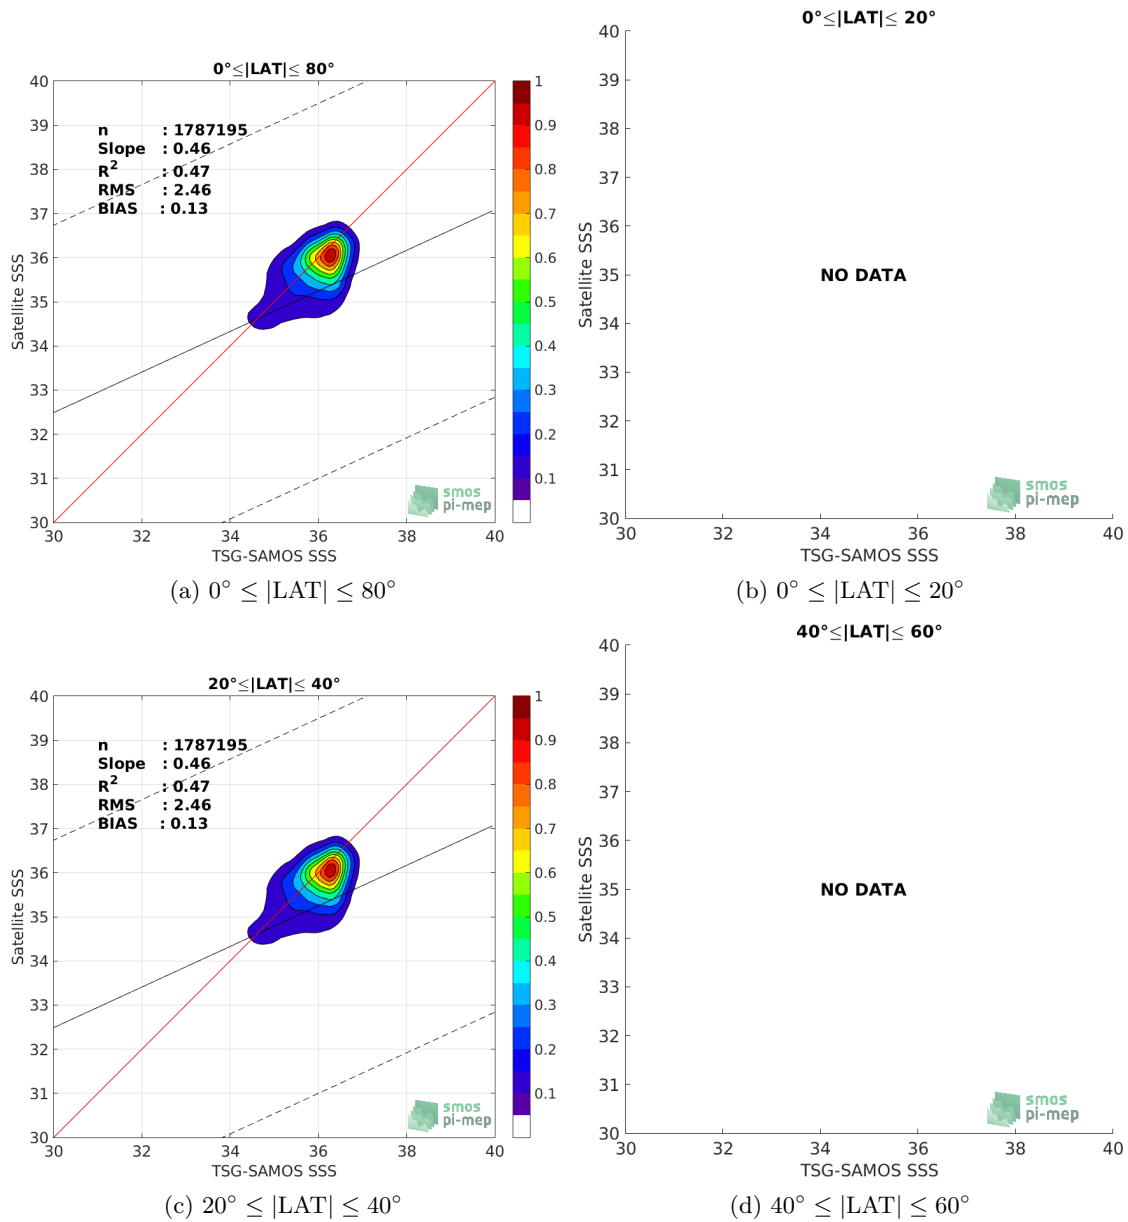 0°≤|LAT|≤ 80°
n : 1787195
Slope : 0.46
R2 : 0.47
RMS : 2.46
BIAS : 0.13
40
39
38
37
36
35
34
33
32
31
30
Satellite SSS
30 32 34 36 38 40
TSG-SAMOS SSS
1
0.9
0.8
0.7
0.6
0.5
0.4
0.3
0.2
0.1
smos
pi-mep
(a) 0° ≤ |LAT| ≤ 80°
0°≤|LAT|≤ 20°
40
39
38
37
36
35
34
33
32
31
30
Satellite SSS
NO DATA
smos
pi-mep
30 32 34 36 38 40
TSG-SAMOS SSS
(b) 0° ≤ |LAT| ≤ 20°
20°≤|LAT|≤ 40°
n : 1787195
Slope : 0.46
R2 : 0.47
RMS : 2.46
BIAS : 0.13
40
39
38
37
36
35
34
33
32
31
30
Satellite SSS
30 32 34 36 38 40
TSG-SAMOS SSS
1
0.9
0.8
0.7
0.6
0.5
0.4
0.3
0.2
0.1
smos
pi-mep
(c) 20° ≤ |LAT| ≤ 40°
40°≤|LAT|≤ 60°
40
39
38
37
36
35
34
33
32
31
30
Satellite SSS
NO DATA
smos
pi-mep
30 32 34 36 38 40
TSG-SAMOS SSS
(d) 40° ≤ |LAT| ≤ 60°